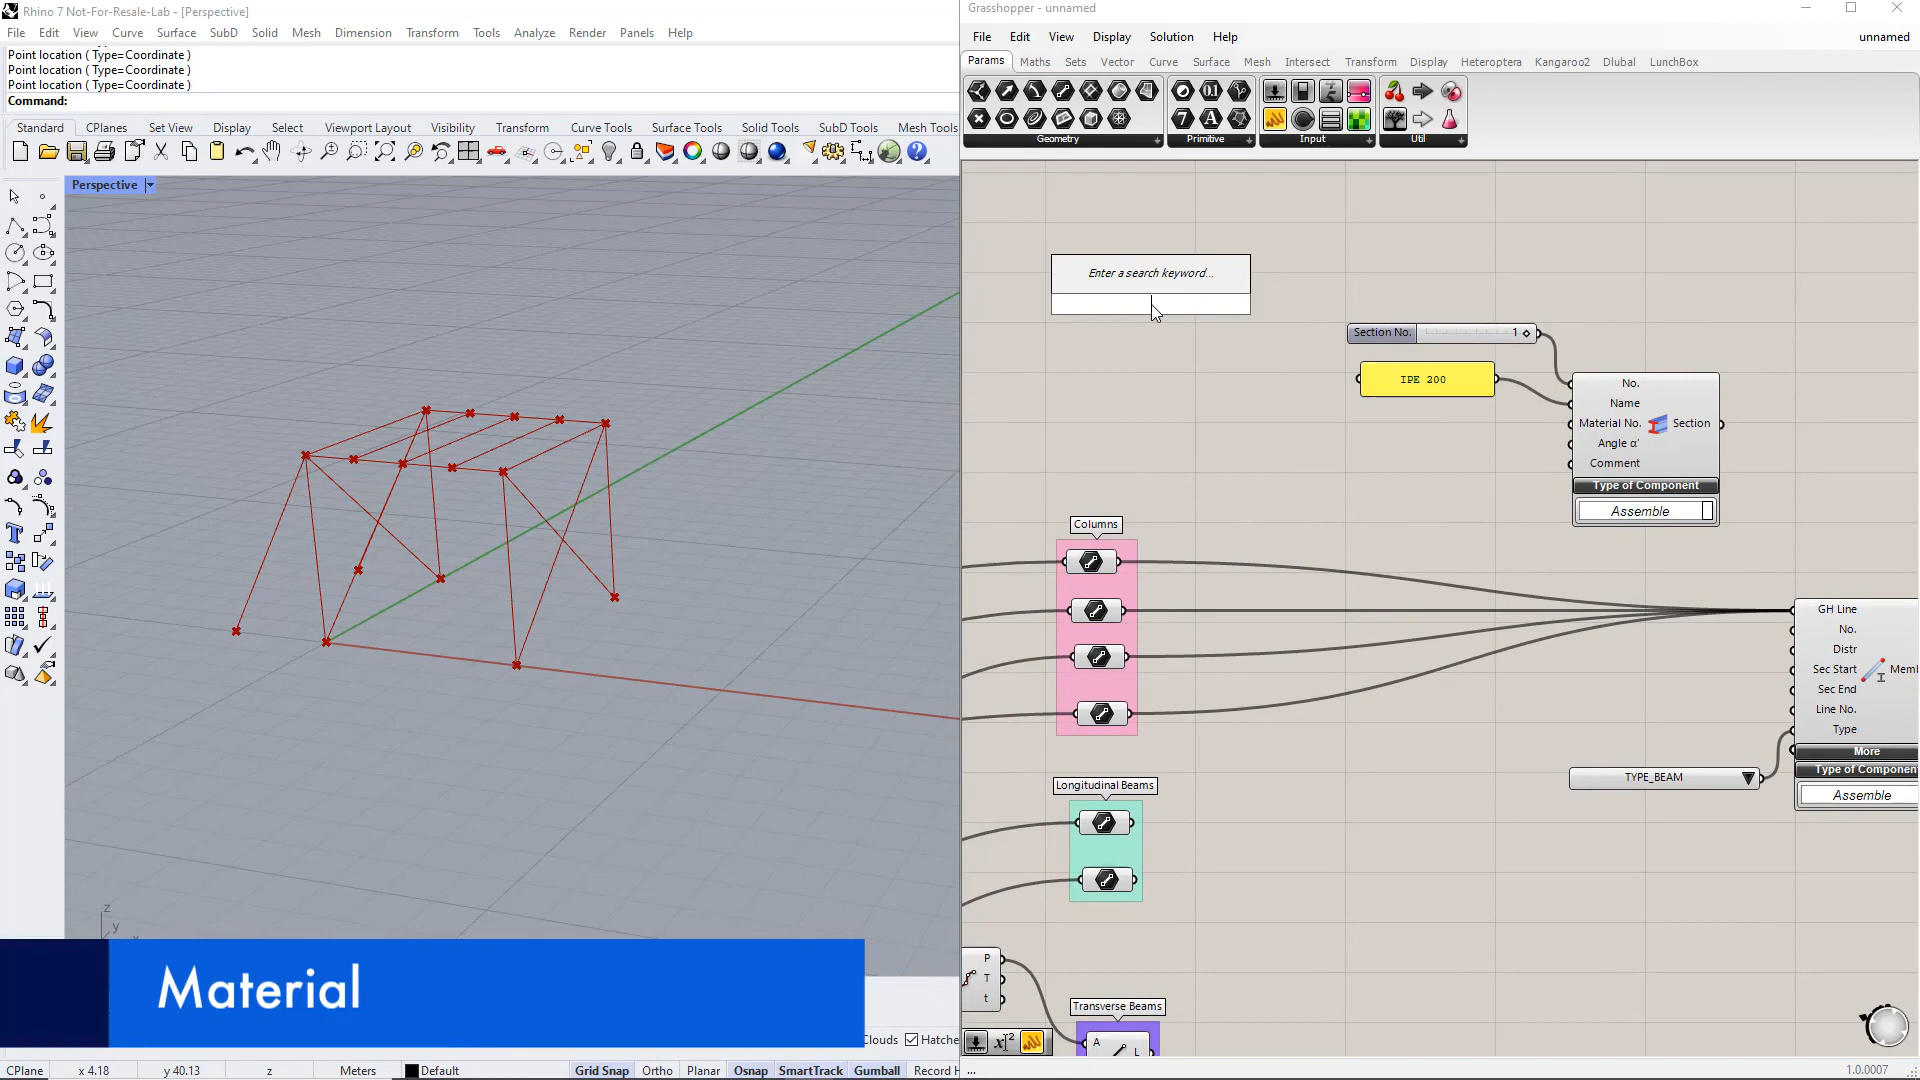 Rhino 7 Not-For-Resale-Lab - [Perspective]
File Edit View Curve Surface SubD Solid Mesh Dimension Transform Tools Analyze Render Panels Help
Point location ( Type=Coordinate )
Point location ( Type=Coordinate )
Point location ( Type=Coordinate )
Command:
Standard CPlanes Set View Display Select Viewport Layout Visibility Transform Curve Tools Surface Tools Solid Tools SubD Tools Mesh Tools
Perspective
z
y
x
Material
Clouds Hatche
CPlane x 4.18 y 40.13 z Meters Default Grid Snap Ortho Planar Osnap SmartTrack Gumball Record H
Grasshopper - unnamed
File Edit View Display Solution Help unnamed
Params Maths Sets Vector Curve Surface Mesh Intersect Transform Display Heteroptera Kangaroo2 Dlubal LunchBox
Geometry Primitive Input Util
Enter a search keyword...
Section No. 1
IPE 200
No.
Name
Material No. Section
Angle α'
Comment
Type of Component
Assemble
Columns
GH Line
No.
Distr
Sec Start Memb
Sec End
Line No.
Type
More
Type of Component
Assemble
TYPE_BEAM
Longitudinal Beams
P
T
t
Transverse Beams
A
L
...
1.0.0007